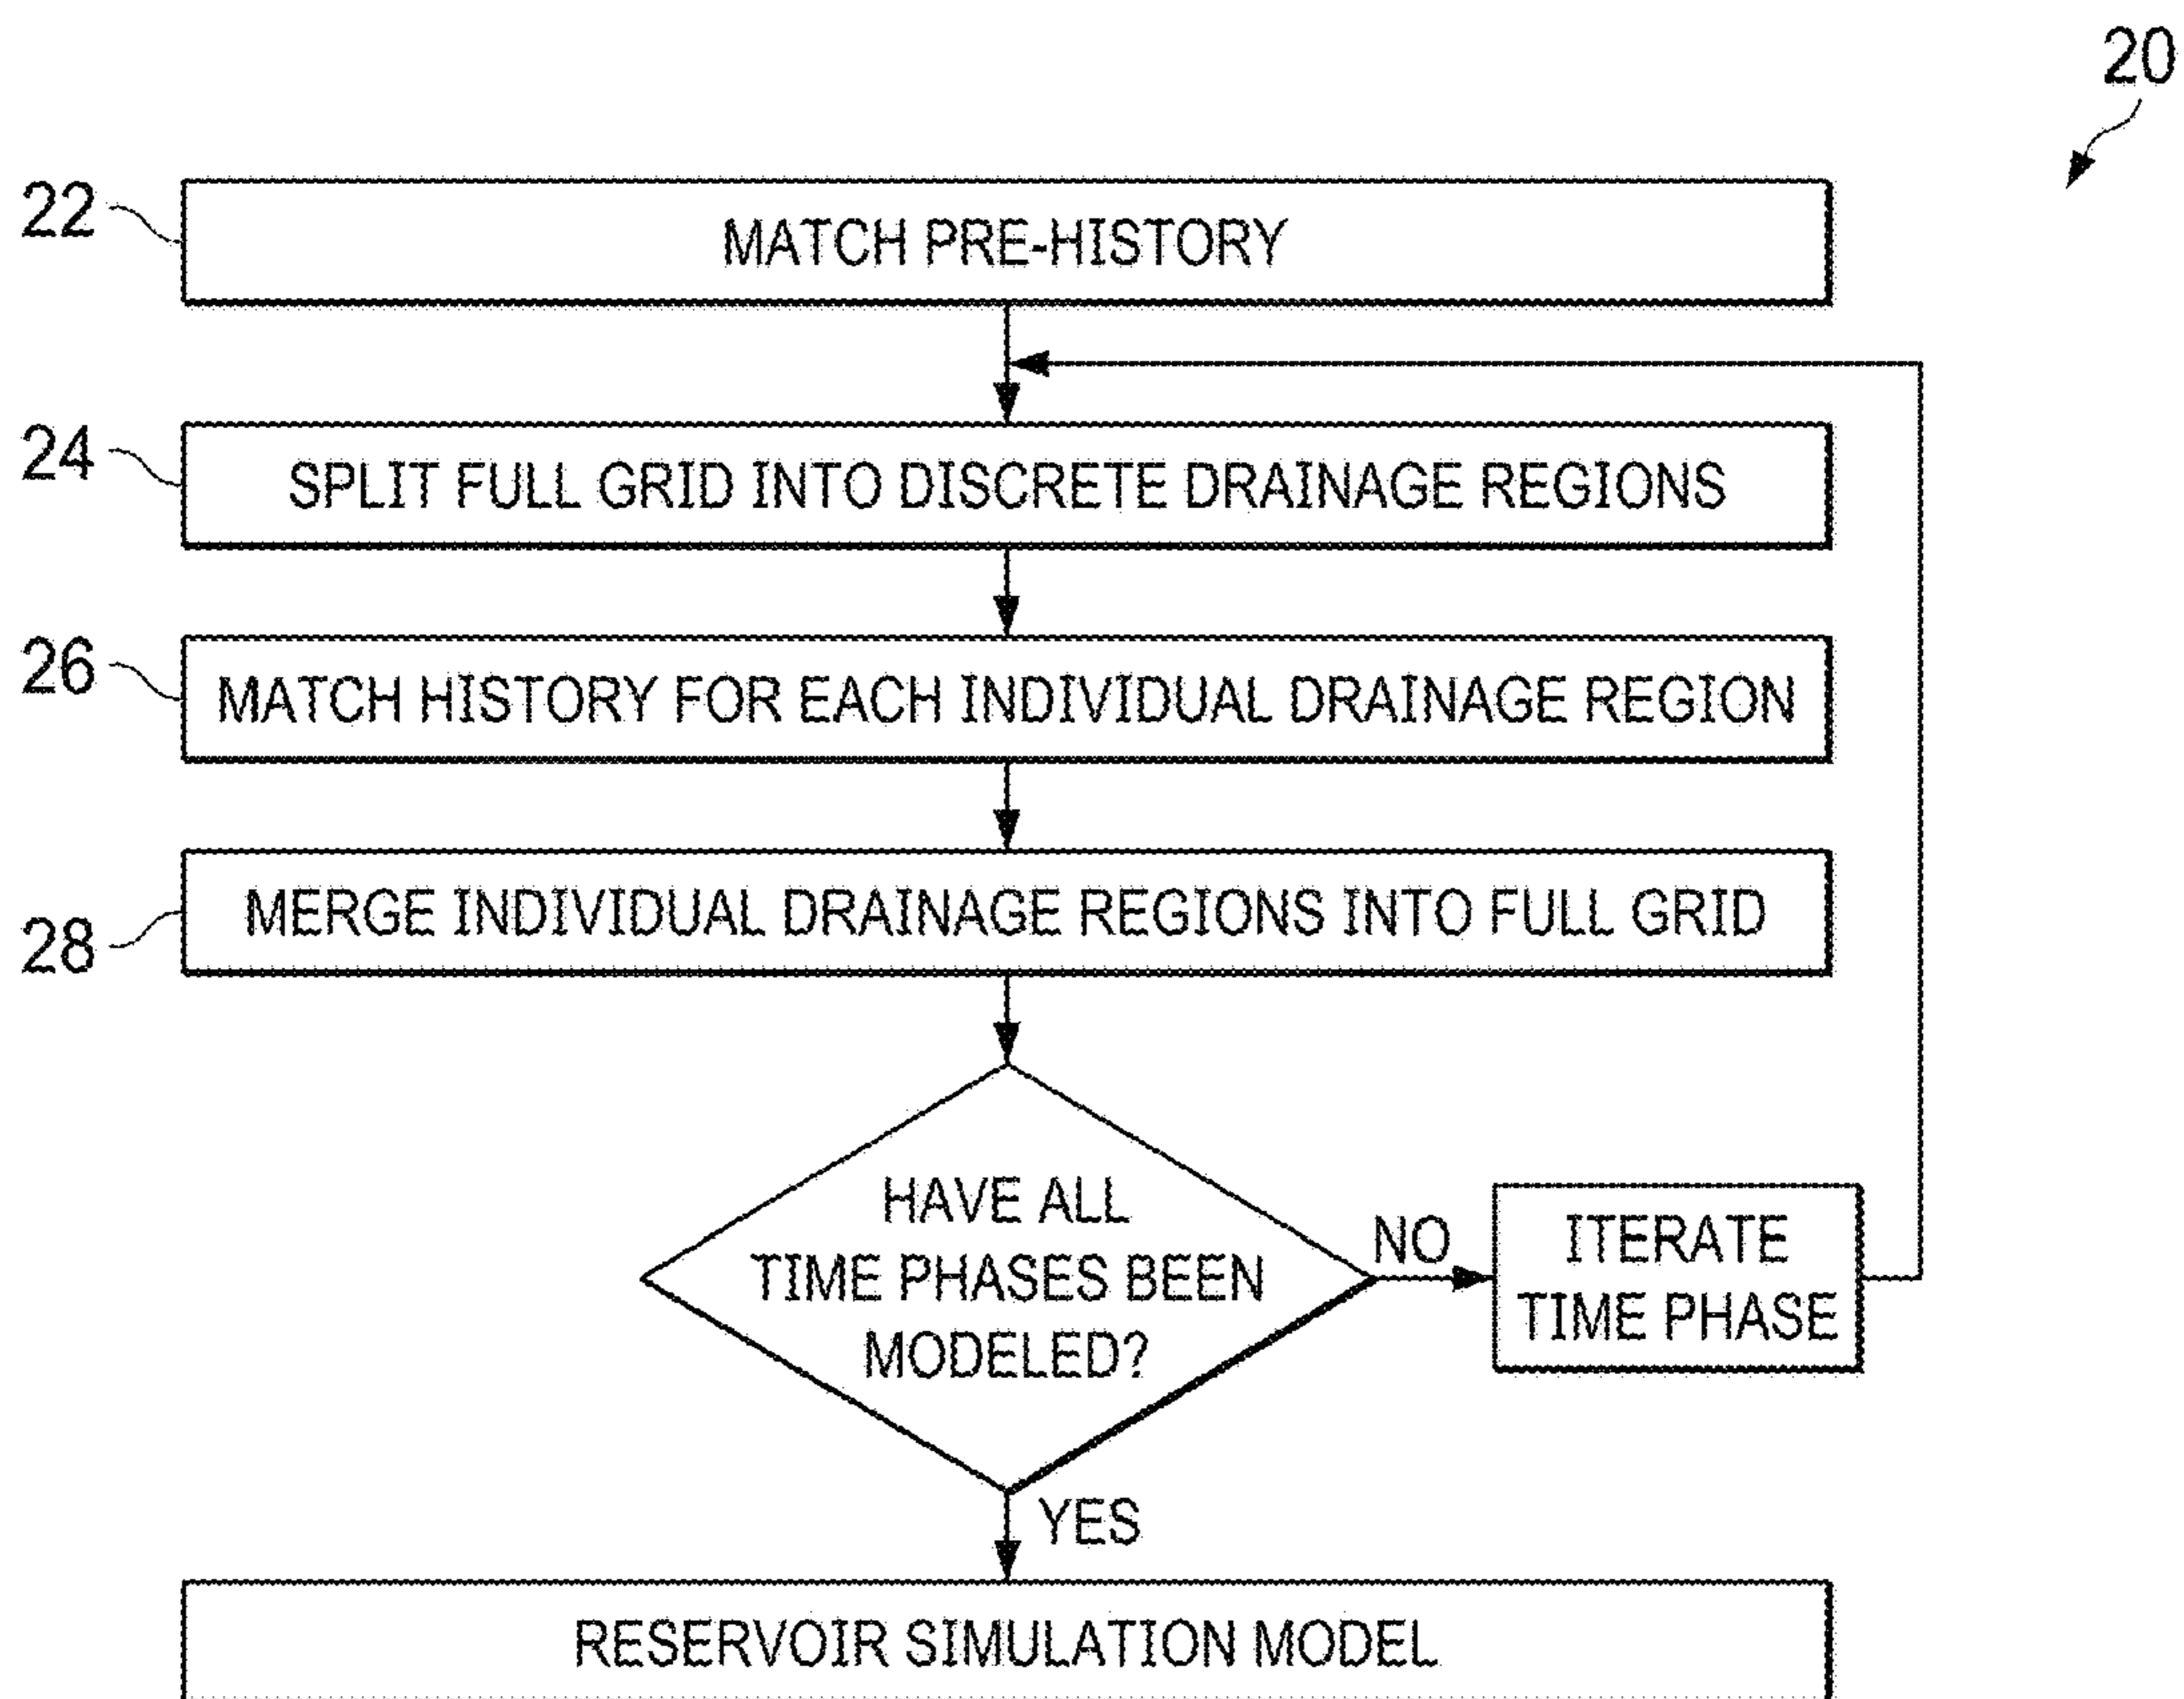 20
22
MATCH PRE-HISTORY
24
SPLIT FULL GRID INTO DISCRETE DRAINAGE REGIONS
26
MATCH HISTORY FOR EACH INDIVIDUAL DRAINAGE REGION
28
MERGE INDIVIDUAL DRAINAGE REGIONS INTO FULL GRID
HAVE ALL
TIME PHASES BEEN
MODELED?
NO
ITERATE
TIME PHASE
YES
RESERVOIR SIMULATION MODEL